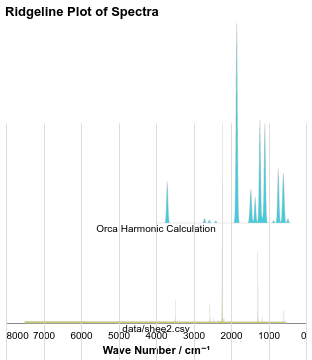 Ridgeline Plot of Spectra
Orca Harmonic Calculation
data/shee2.csv
8000 7000 6000 5000 4000 3000 2000 1000 0
Wave Number / cm⁻¹